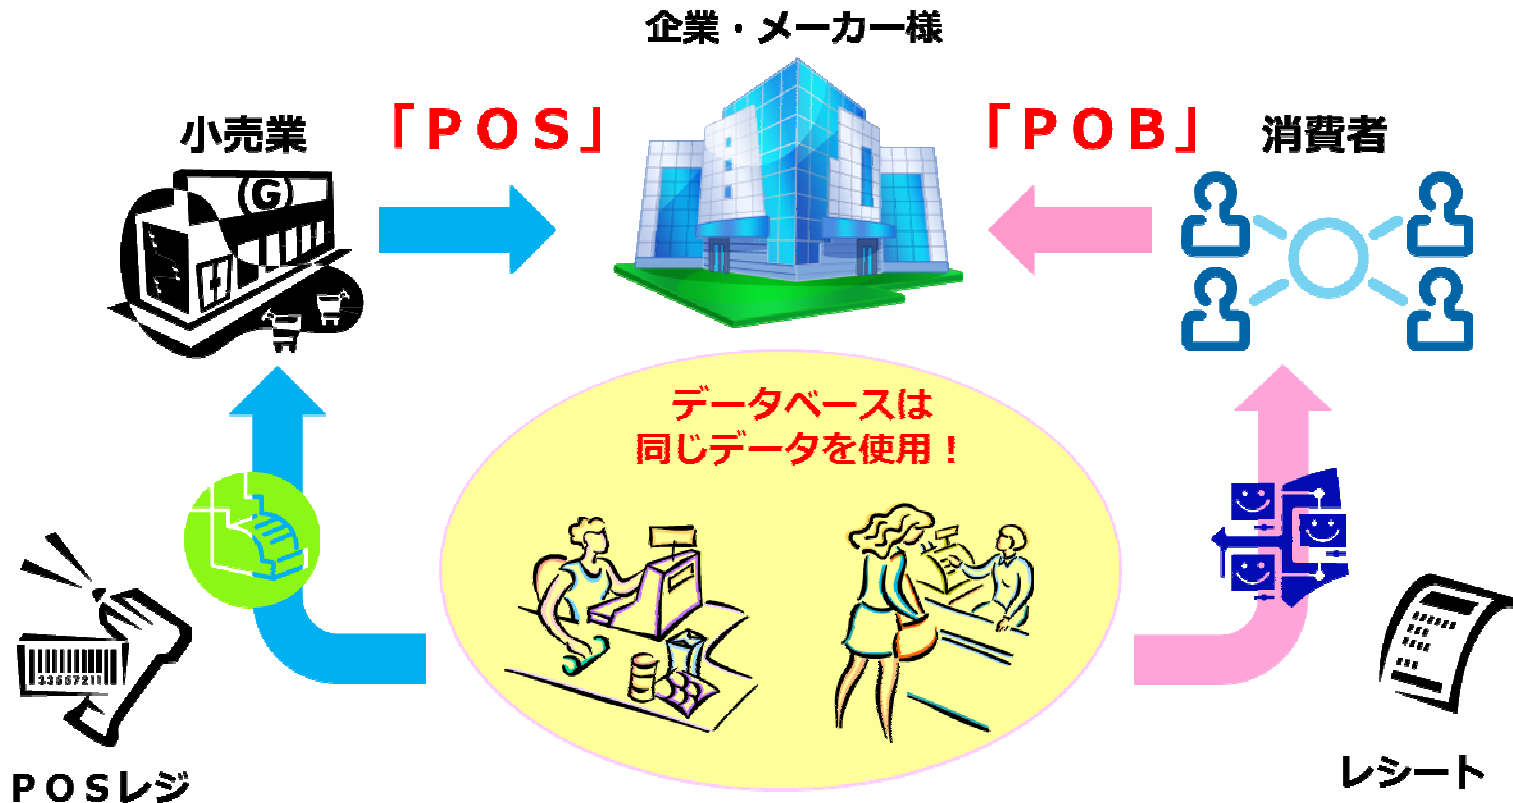 企業・メーカー様
小売業
「ＰＯＳ」
「ＰＯＢ」
消費者
G
データベースは
同じデータを使用！
33567211
ＰＯＳレジ
レシート